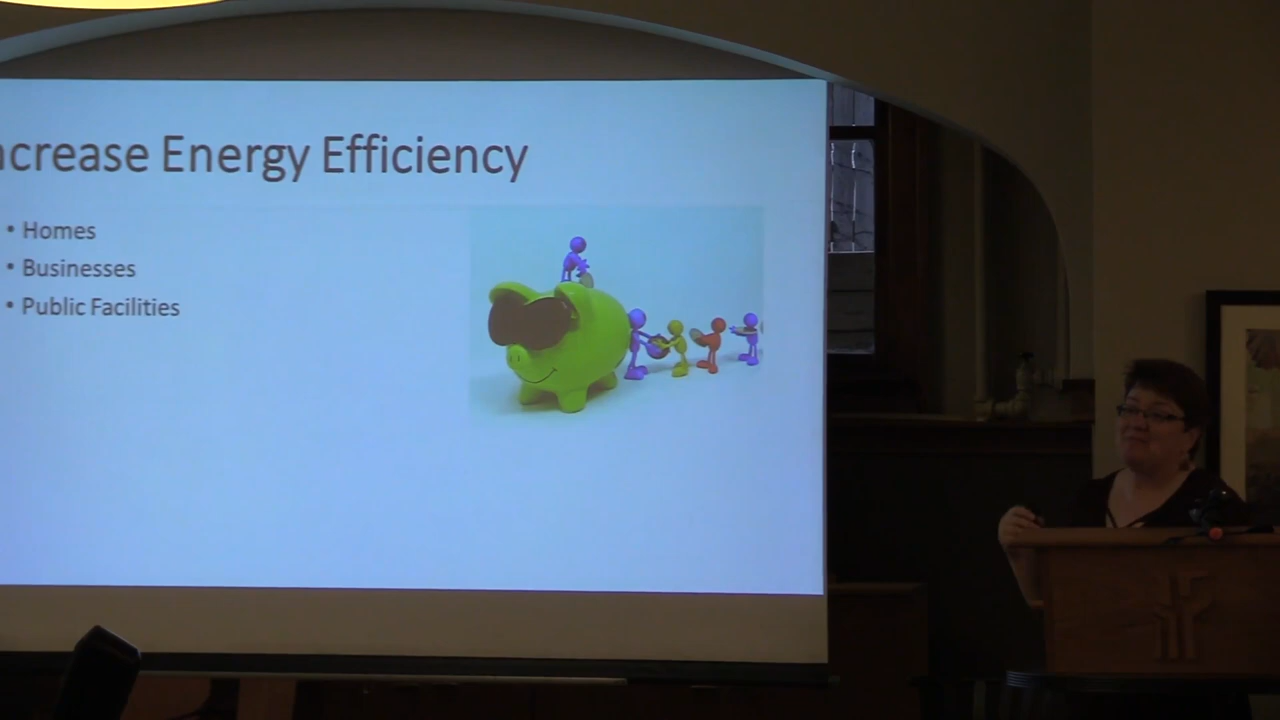 ncrease Energy Efficiency
• Homes
• Businesses
• Public Facilities